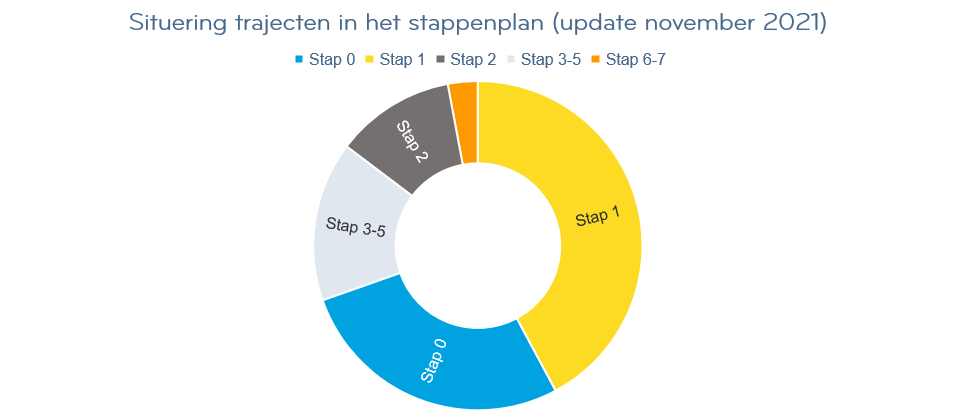 Situering trajecten in het stappenplan (update november 2021)
Stap 0 Stap 1 Stap 2 Stap 3-5 Stap 6-7
Stap 2
Stap 1
Stap 3-5
Stap 0